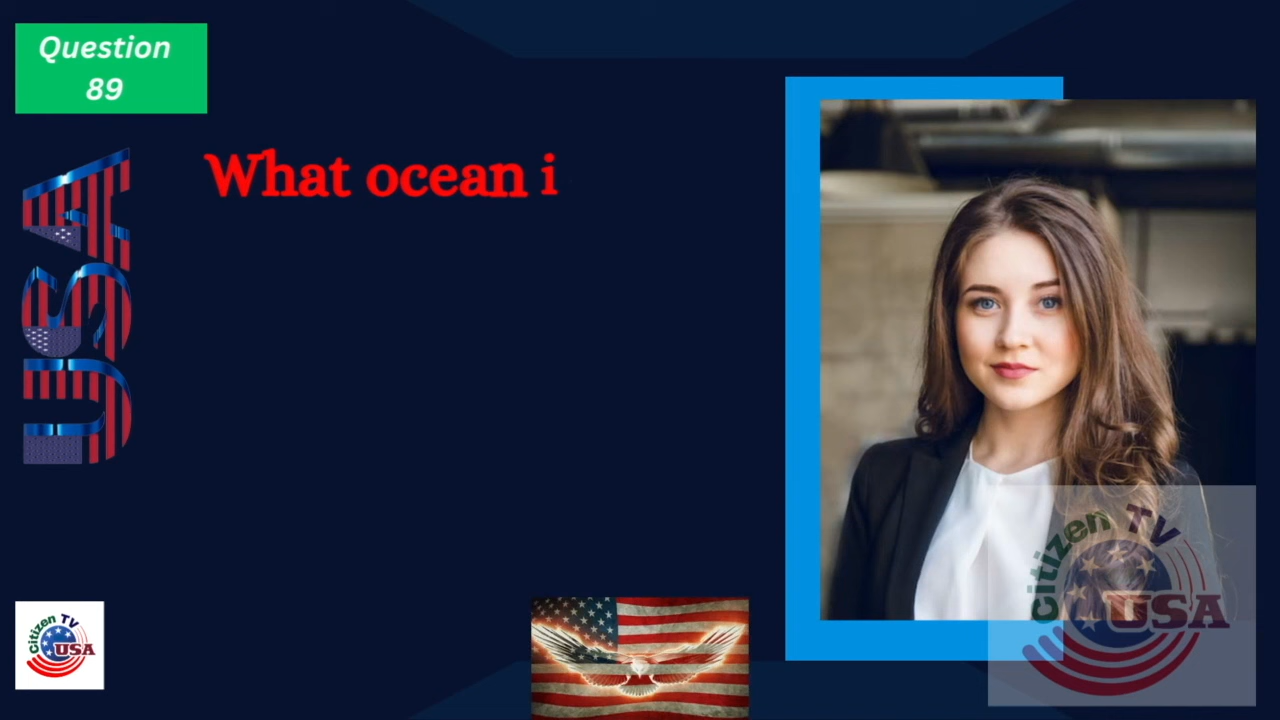 Question
89
What ocean i
USA
Citizen TV
USA
Citizen TV
USA